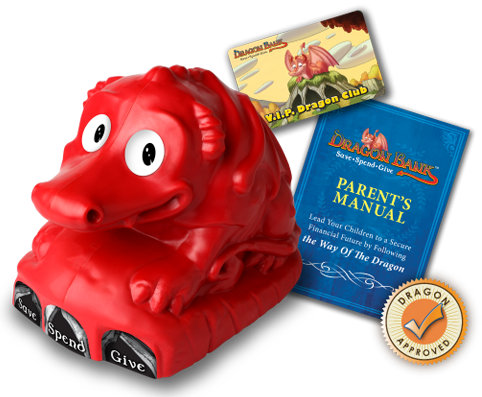 DRAGON BANK
V.I.P. Dragon Club
DRAGON BANK™
Save•Spend•Give
PARENT'S
MANUAL
Lead Your Children to a Secure
Financial Future by Following
the Way Of The Dragon
DRAGON
APPROVED
Save
Spend
Give